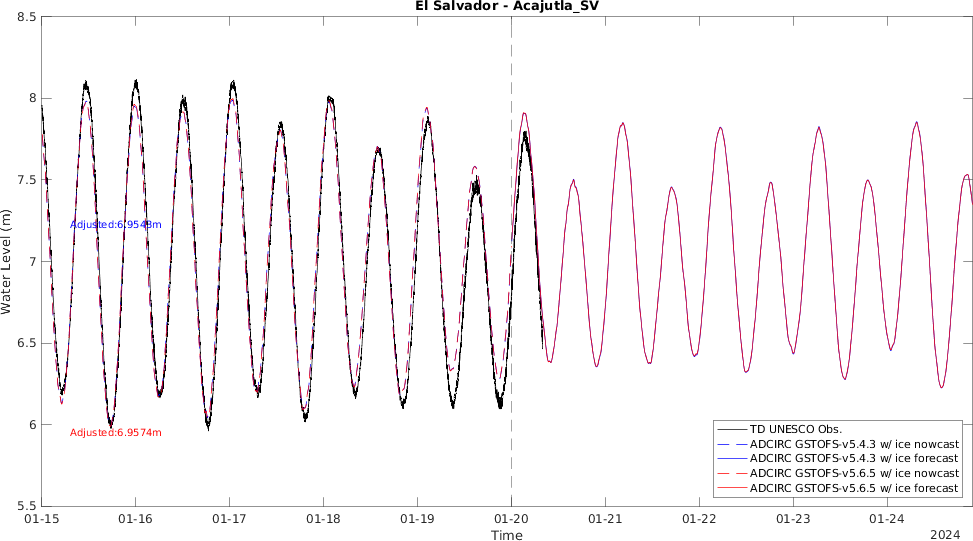 El Salvador - Acajutla_SV
8.5
8
7.5
7
6.5
6
5.5
Water Level (m)
Adjusted:6.9548m
Adjusted:6.9574m
TD UNESCO Obs.
ADCIRC GSTOFS-v5.4.3 w/ ice nowcast
ADCIRC GSTOFS-v5.4.3 w/ ice forecast
ADCIRC GSTOFS-v5.6.5 w/ ice nowcast
ADCIRC GSTOFS-v5.6.5 w/ ice forecast
01-15 01-16 01-17 01-18 01-19 01-20 01-21 01-22 01-23 01-24
Time
2024